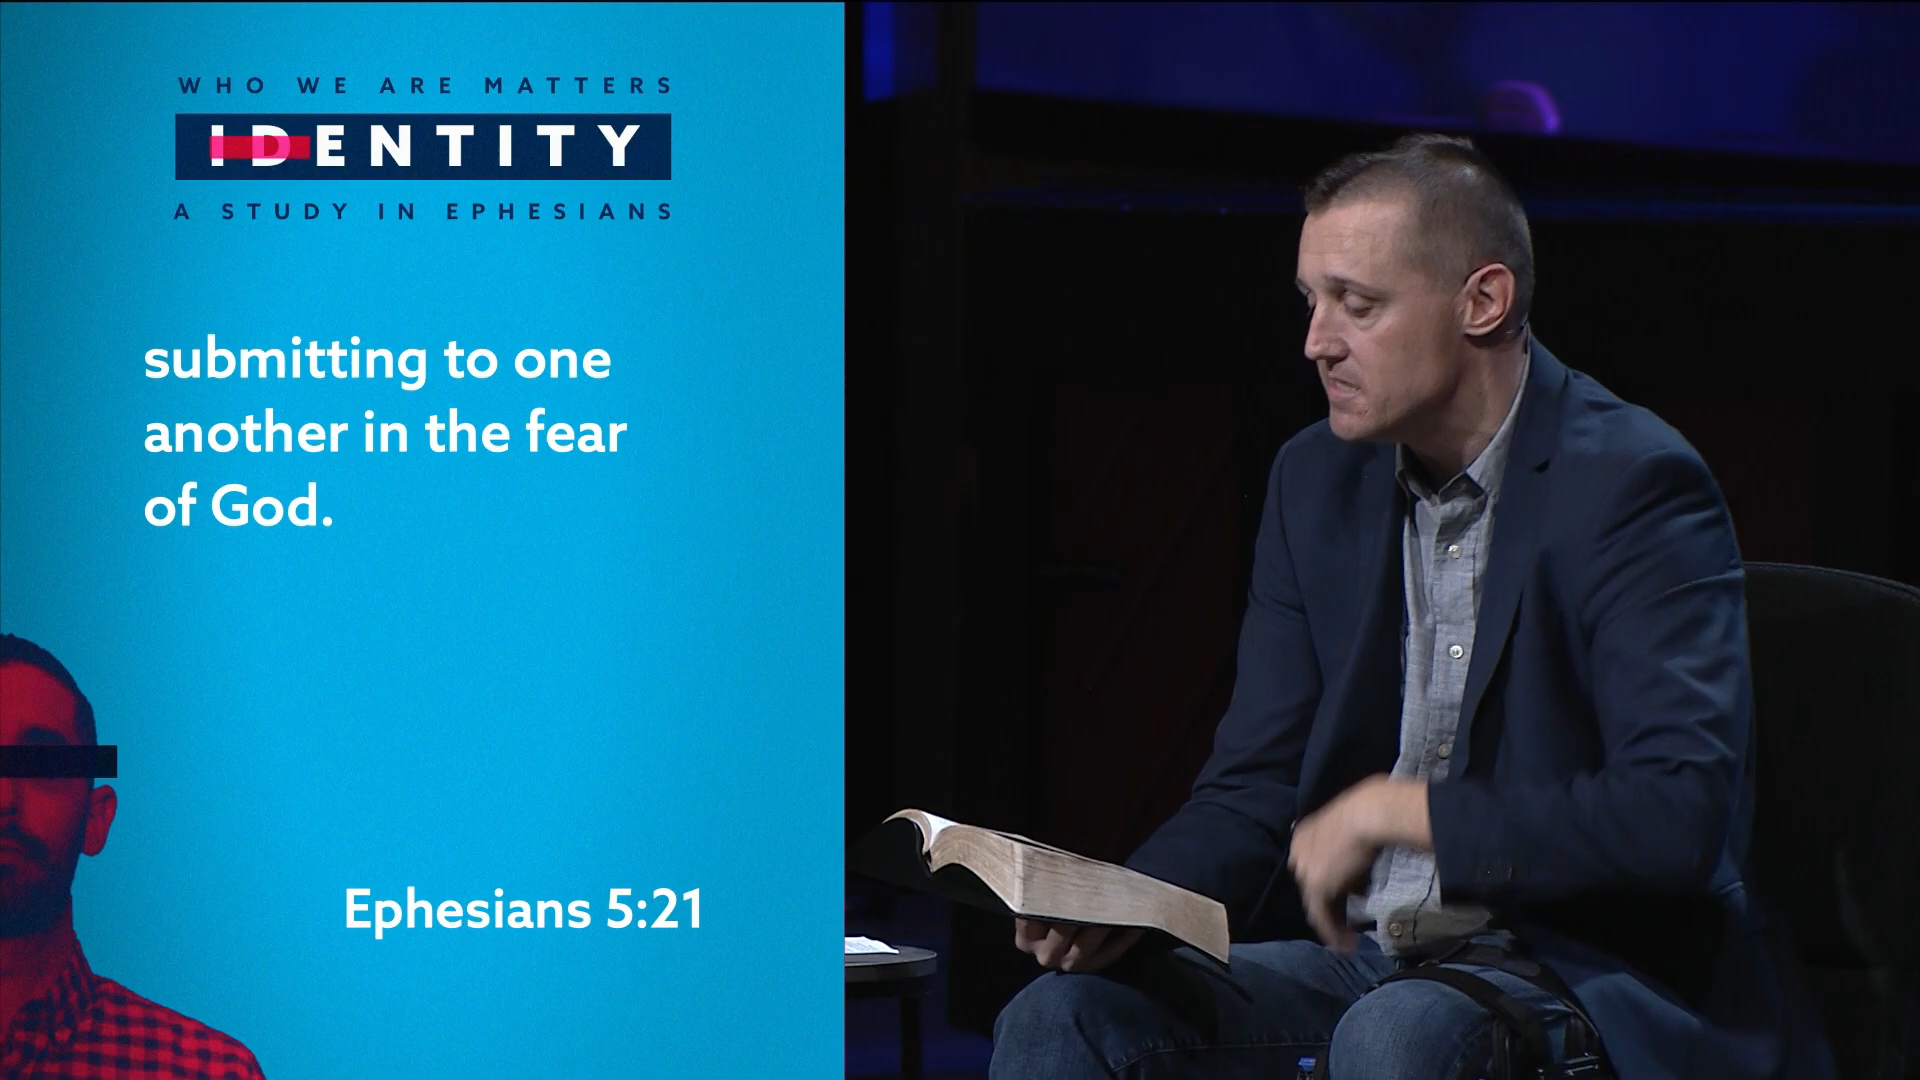 WHO WE ARE MATTERS
IDENTITY
A STUDY IN EPHESIANS
submitting to one
another in the fear
of God.
Ephesians 5:21